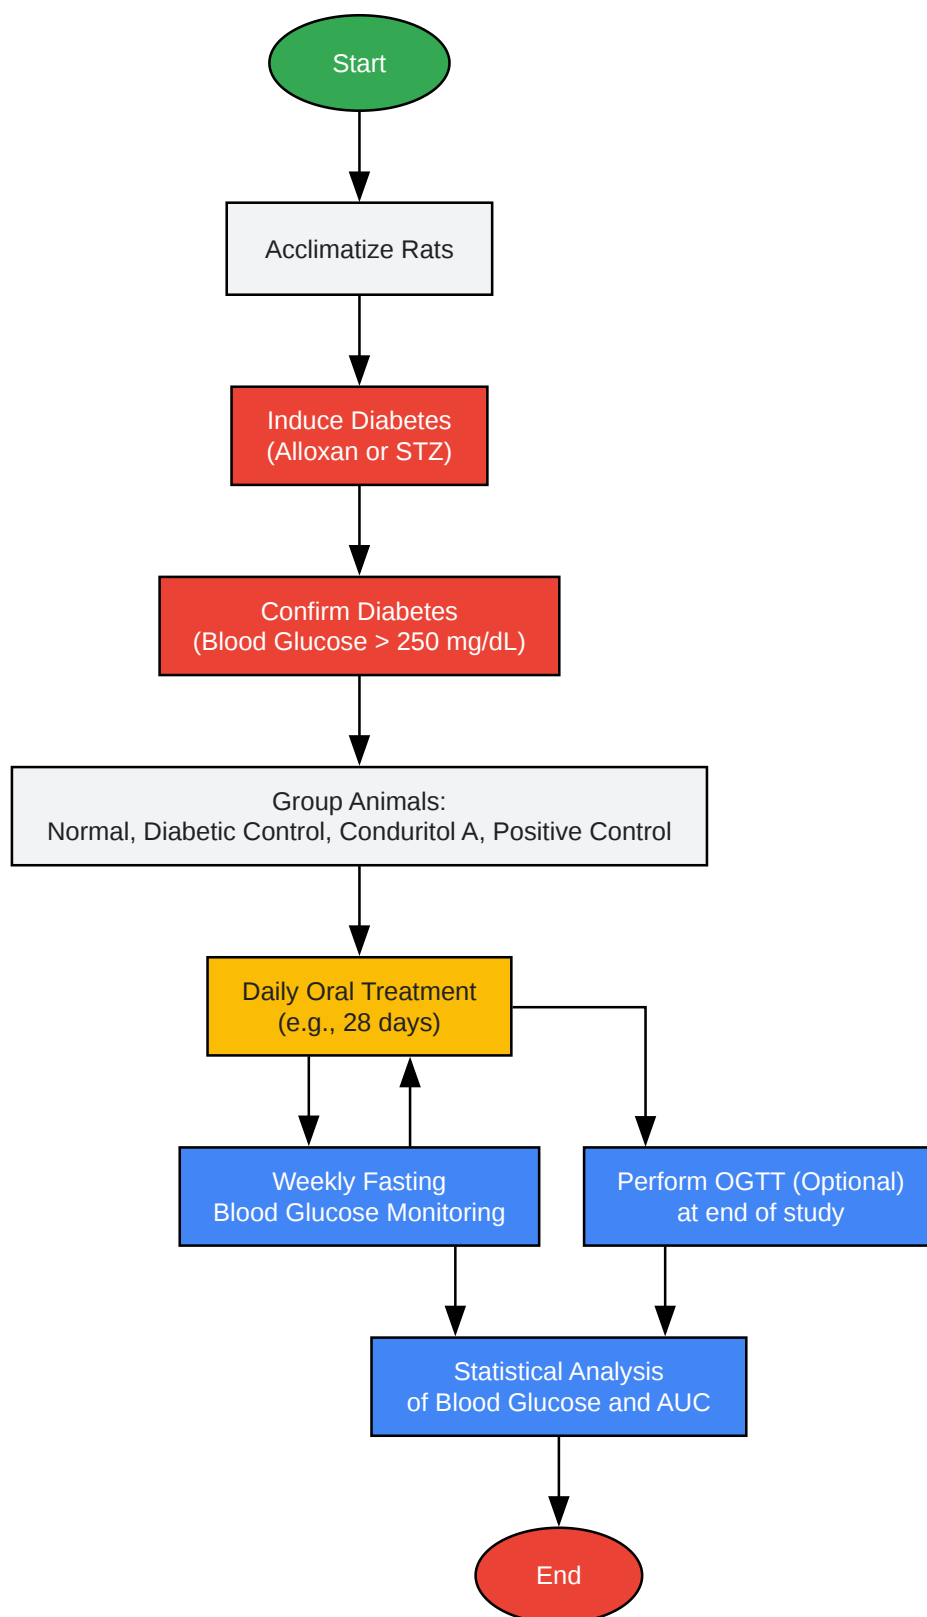 Start
Acclimatize Rats
Induce Diabetes
(Alloxan or STZ)
Confirm Diabetes
(Blood Glucose > 250 mg/dL)
Group Animals:
Normal, Diabetic Control, Conduritol A, Positive Control
Daily Oral Treatment
(e.g., 28 days)
Weekly Fasting
Blood Glucose Monitoring
Perform OGTT (Optional)
at end of study
Statistical Analysis
of Blood Glucose and AUC
End